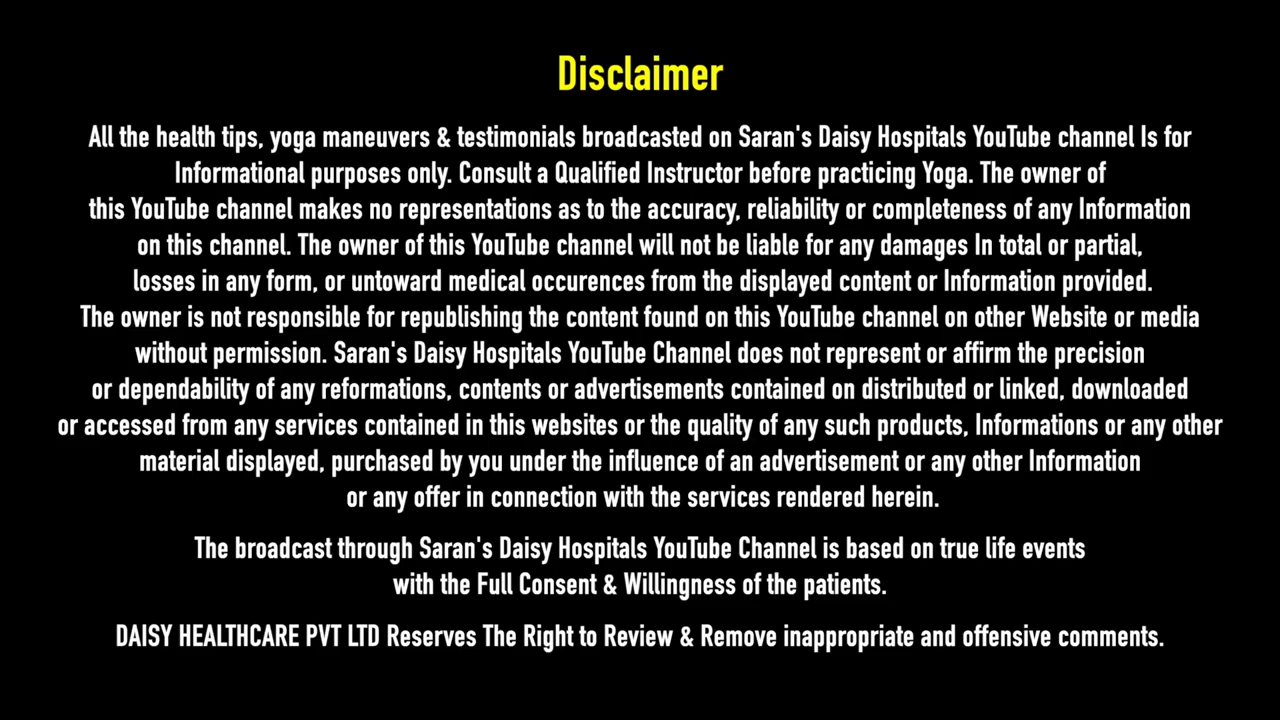 Disclaimer
All the health tips, yoga maneuvers & testimonials broadcasted on Saran's Daisy Hospitals YouTube channel Is for
Informational purposes only. Consult a Qualified Instructor before practicing Yoga. The owner of
this YouTube channel makes no representations as to the accuracy, reliability or completeness of any Information
on this channel. The owner of this YouTube channel will not be liable for any damages In total or partial,
losses in any form, or untoward medical occurences from the displayed content or Information provided.
The owner is not responsible for republishing the content found on this YouTube channel on other Website or media
without permission. Saran's Daisy Hospitals YouTube Channel does not represent or affirm the precision
or dependability of any reformations, contents or advertisements contained on distributed or linked, downloaded
or accessed from any services contained in this websites or the quality of any such products, Informations or any other
material displayed, purchased by you under the influence of an advertisement or any other Information
or any offer in connection with the services rendered herein.
The broadcast through Saran's Daisy Hospitals YouTube Channel is based on true life events
with the Full Consent & Willingness of the patients.
DAISY HEALTHCARE PVT LTD Reserves The Right to Review & Remove inappropriate and offensive comments.